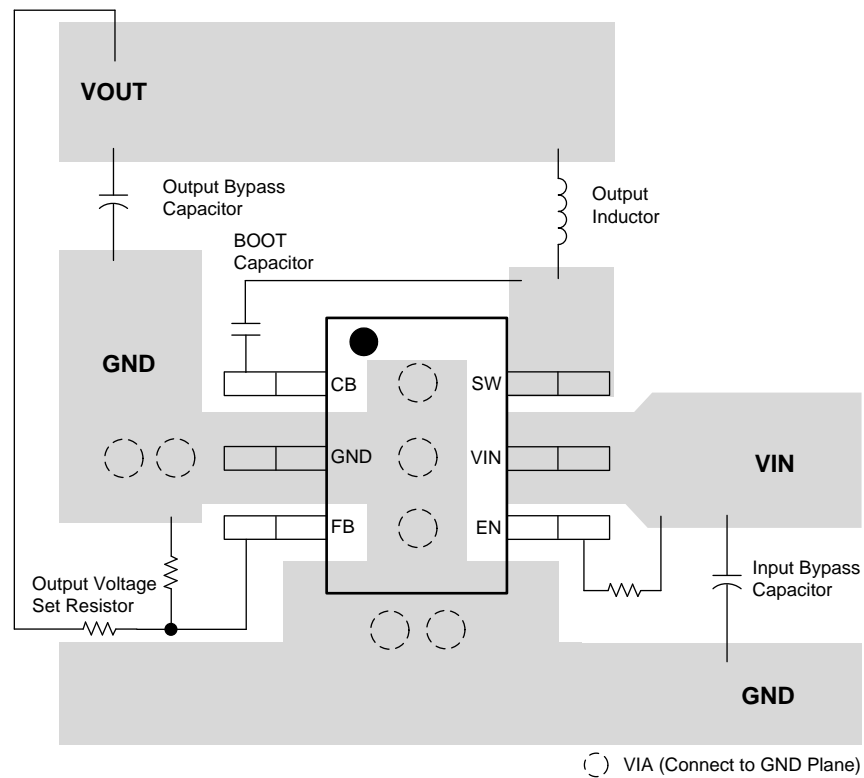 VOUT
Output Bypass
Capacitor
Output
Inductor
BOOT
Capacitor
GND
CB
SW
GND
VIN
VIN
FB
EN
Output Voltage
Set Resistor
Input Bypass
Capacitor
GND
VIA (Connect to GND Plane)